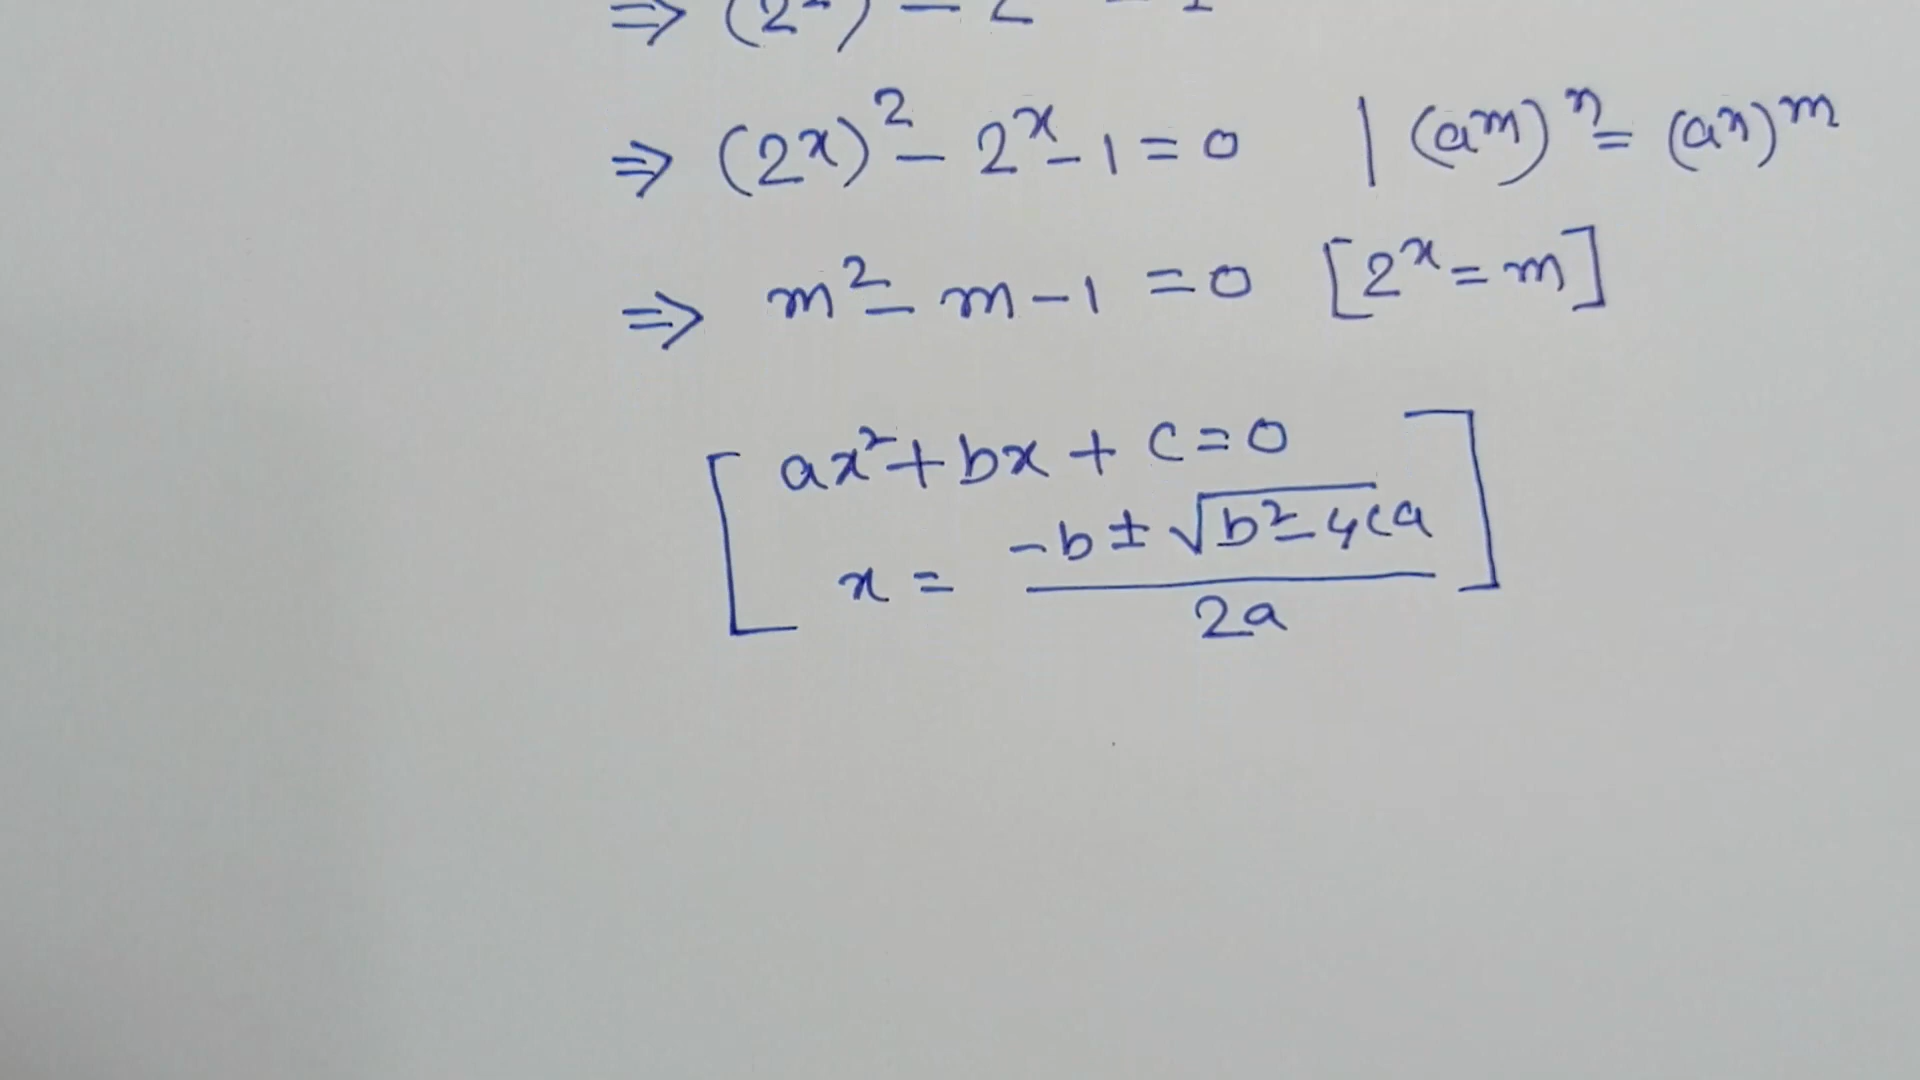 ⇒ (2ˣ)² - 2ˣ - 1 = 0 | (aᵐ)ⁿ = (aⁿ)ᵐ
⇒ m² - m - 1 = 0 [2ˣ = m]
[ax² + bx + c = 0
x = (-b ± √(b² - 4ca)) / 2a]